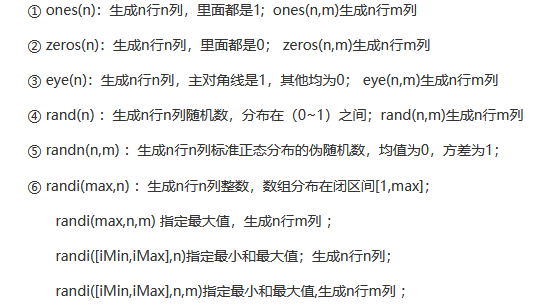 ① ones(n)：生成n行n列，里面都是1；ones(n,m)生成n行m列
② zeros(n)：生成n行n列，里面都是0； zeros(n,m)生成n行m列
③ eye(n)：生成n行n列，主对角线是1，其他均为0； eye(n,m)生成n行m列
④ rand(n) ：生成n行n列随机数，分布在（0~1）之间；rand(n,m)生成n行m列
⑤ randn(n,m) ：生成n行n列标准正态分布的伪随机数，均值为0，方差为1；
⑥ randi(max,n) ：生成n行n列整数，数组分布在闭区间[1,max]；
randi(max,n,m) 指定最大值，生成n行m列 ；
randi([iMin,iMax],n)指定最小和最大值；生成n行n列；
randi([iMin,iMax],n,m)指定最小和最大值,生成n行m列 ；